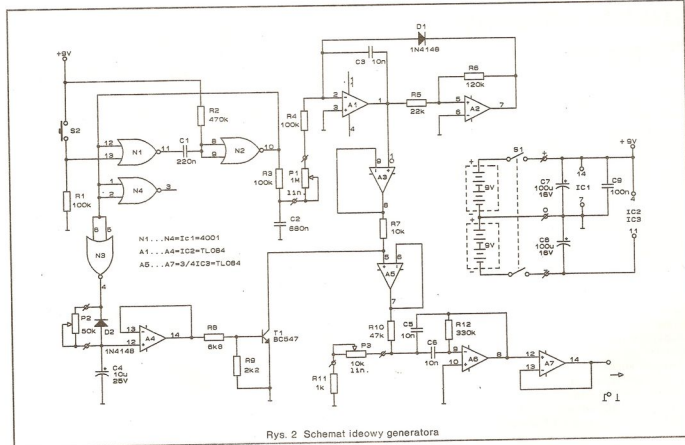 +9V
S2
R1
100k
R2
470k
12
13
N1
11
C1
220n
8
9
N2
10
1
2
N4
3
R3
100k
C2
680n
6
5
N3
4
N1...N4=Ic1=4001
A1...A4=IC2=TL084
A5...A7=3/4IC3=TL084
P2
50k
D2
1N4148
C4
10u
25V
13
12
A4
14
R8
6k8
R9
2k2
T1
BC547
D1
1N4148
C3 10n
R4
100k
P1
1M
lin.
2
3
A1
1
4
R5
22k
R6
120k
5
6
A2
7
9
A3
8
R7
10k
5
6
A5
7
R10
47k
C5
10n
R12
330k
P3
10k
lin.
R11
1k
C6
10n
9
10
A6
8
12
13
A7
14
S1
+
9V
+
9V
+
0
-
C7
100u
16V
C8
100u
16V
14
IC1
7
C9
100n
+9V
4
IC2
IC3
11
Rys. 2 Schemat ideowy generatora